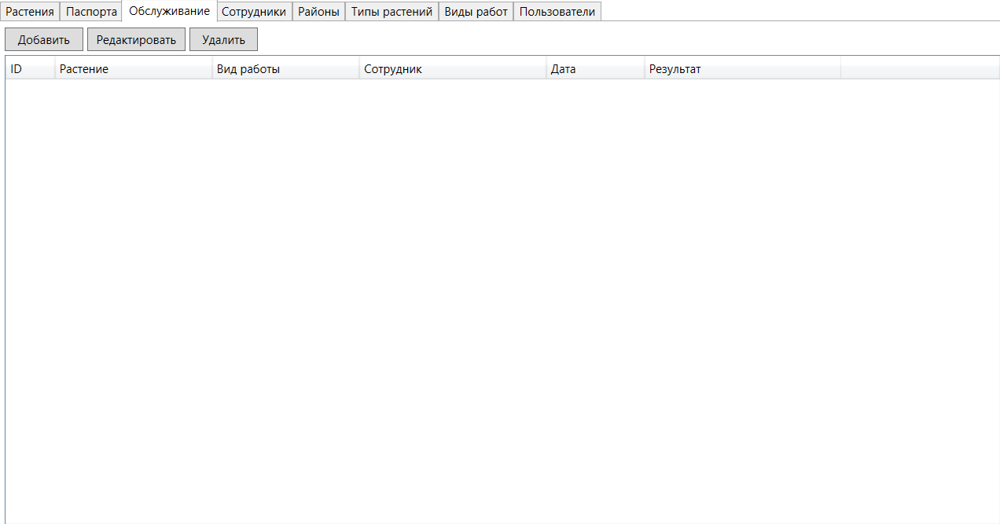 Растения Паспорта Обслуживание Сотрудники Районы Типы растений Виды работ Пользователи
Добавить Редактировать Удалить
ID Растение Вид работы Сотрудник Дата Результат